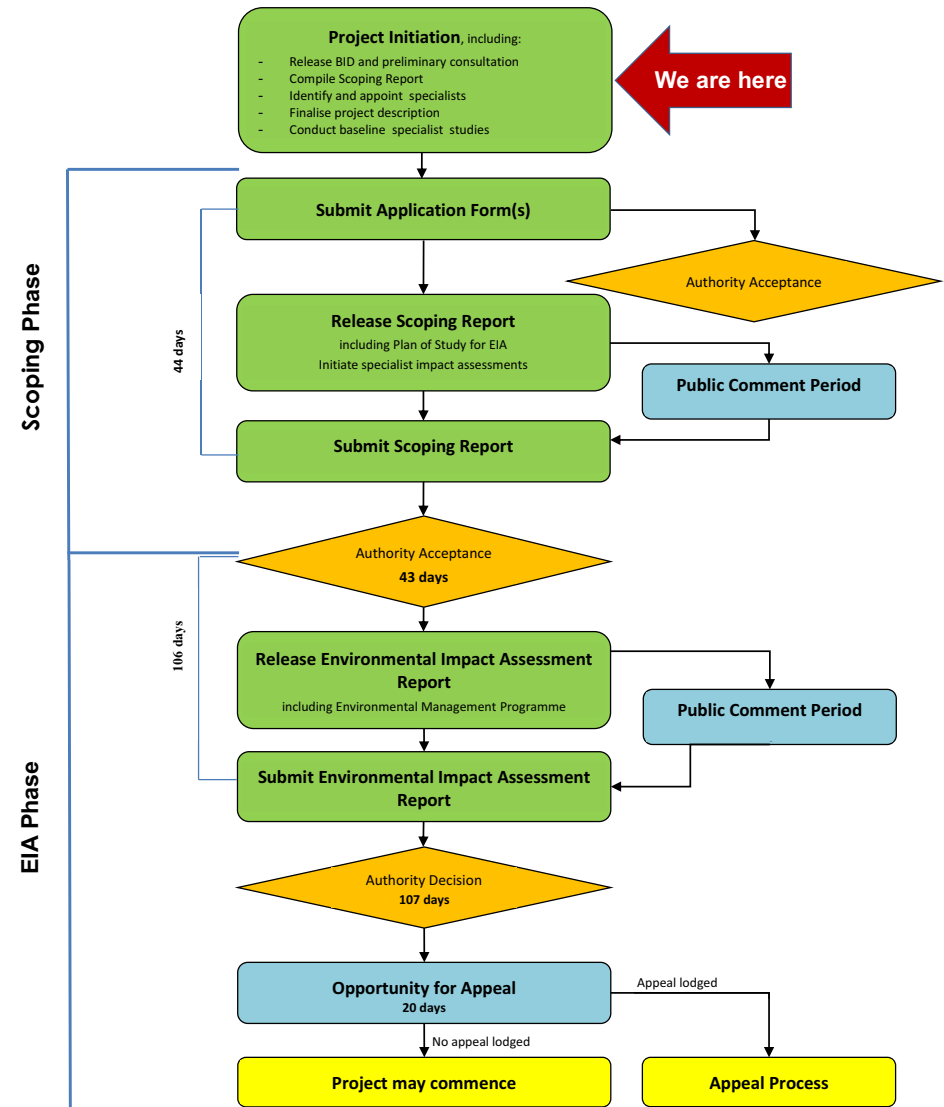 Project Initiation, including:
- Release BID and preliminary consultation
- Compile Scoping Report
- Identify and appoint specialists
- Finalise project description
- Conduct baseline specialist studies
We are here
Scoping Phase
44 days
Submit Application Form(s)
Authority Acceptance
Release Scoping Report
including Plan of Study for EIA
Initiate specialist impact assessments
Public Comment Period
Submit Scoping Report
Authority Acceptance
43 days
EIA Phase
106 days
Release Environmental Impact Assessment
Report
including Environmental Management Programme
Public Comment Period
Submit Environmental Impact Assessment
Report
Authority Decision
107 days
Opportunity for Appeal
20 days
Appeal lodged
No appeal lodged
Project may commence
Appeal Process